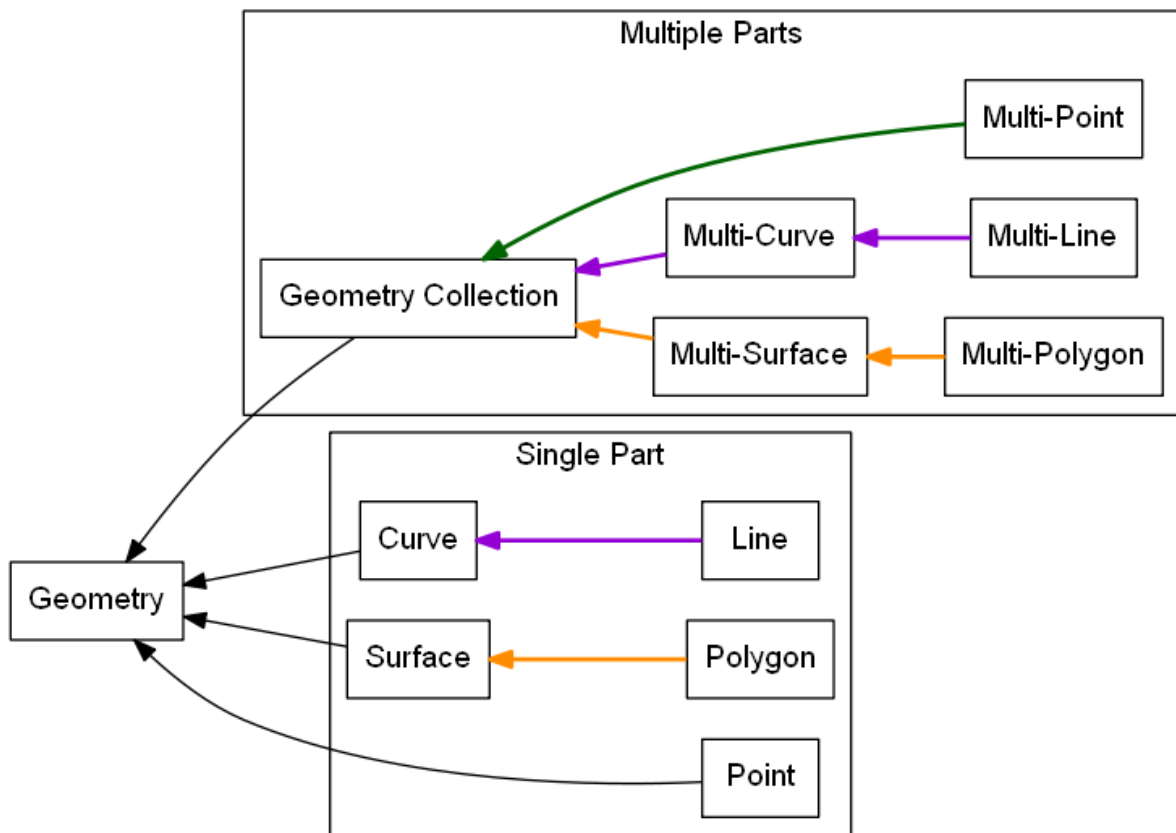 Multiple Parts
Multi-Point
Multi-Curve
Multi-Line
Geometry Collection
Multi-Surface
Multi-Polygon
Single Part
Curve
Line
Geometry
Surface
Polygon
Point